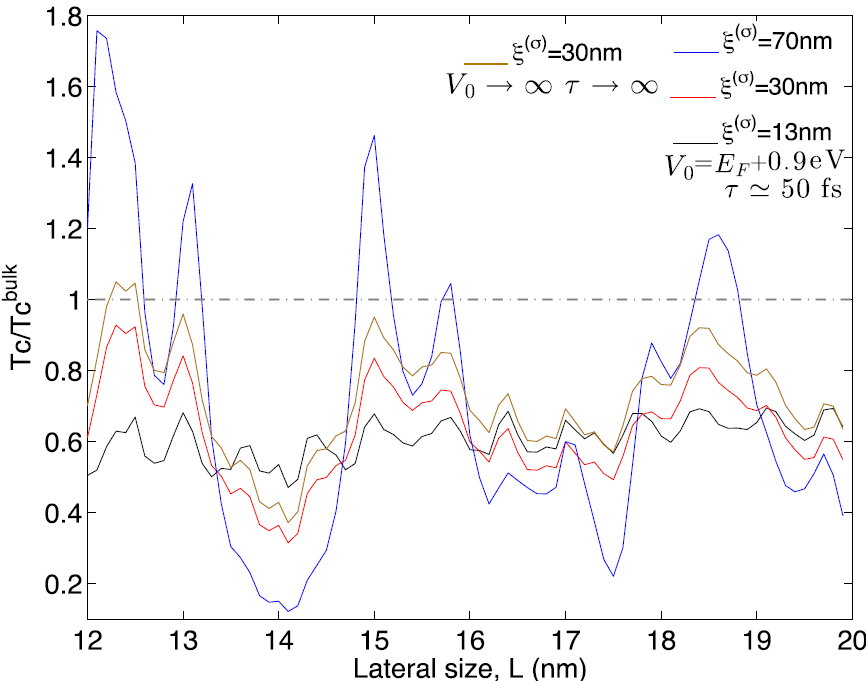 1.8
1.6
1.4
1.2
1
0.8
0.6
0.4
0.2
Tc/Tc^bulk
ξ^(σ)=30nm
V_0 → ∞ τ → ∞
ξ^(σ)=70nm
ξ^(σ)=30nm
ξ^(σ)=13nm
V_0=E_F+0.9eV
τ ≃ 50 fs
12 13 14 15 16 17 18 19 20
Lateral size, L (nm)